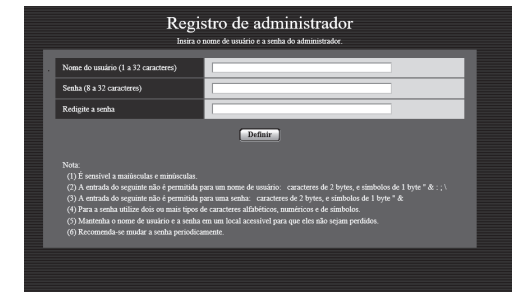 Registro de administrador
Insira o nome de usuário e a senha do administrador.
Nome do usuário (1 a 32 caracteres)
Senha (8 a 32 caracteres)
Redigite a senha
Definir
Nota:
(1) É sensível a maiúsculas e minúsculas.
(2) A entrada do seguinte não é permitida para um nome de usuário: caracteres de 2 bytes, e símbolos de 1 byte " & : ; \
(3) A entrada do seguinte não é permitida para uma senha: caracteres de 2 bytes, e símbolos de 1 byte " &
(4) Para a senha utilize dois ou mais tipos de caracteres alfabéticos, numéricos e de símbolos.
(5) Mantenha o nome de usuário e a senha em um local acessível para que eles não sejam perdidos.
(6) Recomenda-se mudar a senha periodicamente.